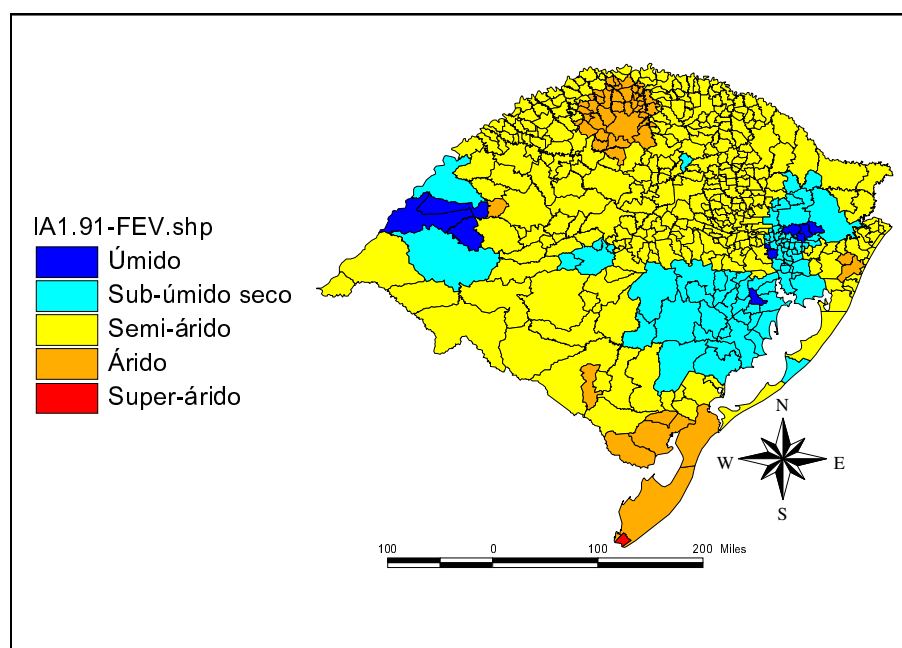 IA1.91-FEV.shp
Úmido
Sub-úmido seco
Semi-árido
Árido
Super-árido
N
W
E
S
100 0 100 200 Miles